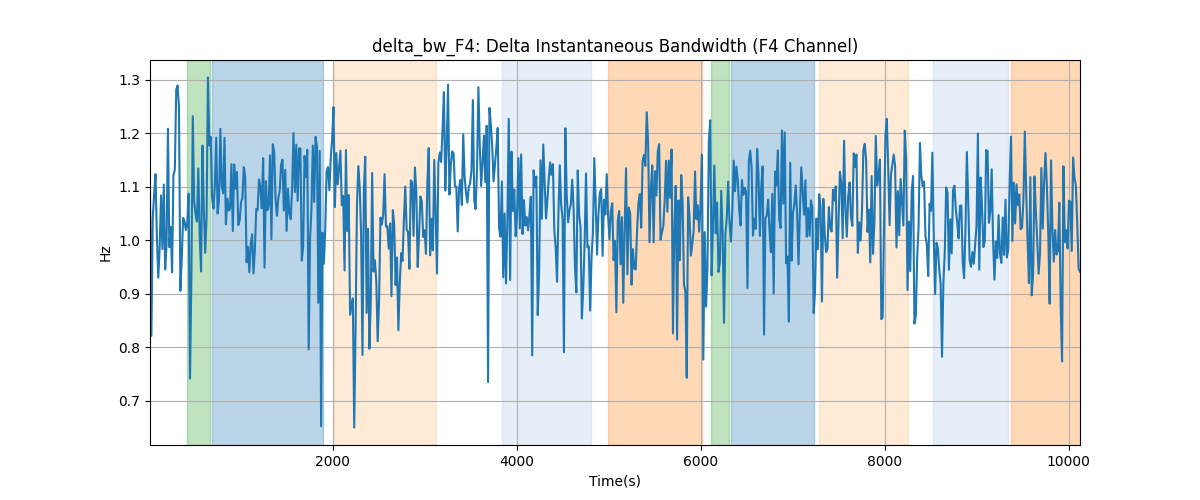 delta_bw_F4: Delta Instantaneous Bandwidth (F4 Channel)
Hz
1.3
1.2
1.1
1.0
0.9
0.8
0.7
2000 4000 6000 8000 10000
Time(s)